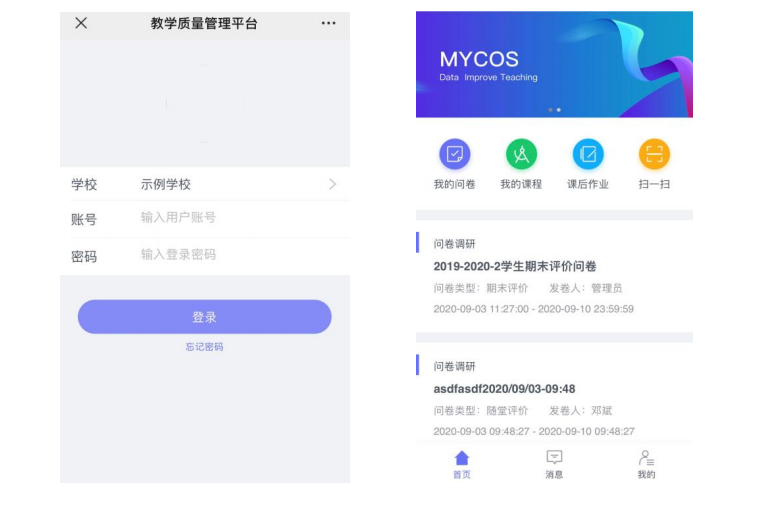 教学质量管理平台
学校 示例学校
账号 输入用户账号
密码 输入登录密码
登录
忘记密码
MYCOS
Data Improve Teaching
我的问卷 我的课程 课后作业 扫一扫
问卷调研
2019-2020-2学生期末评价问卷
问卷类型：期末评价 发卷人：管理员
2020-09-03 11:27:00 - 2020-09-10 23:59:59
问卷调研
asdfasdf2020/09/03-09:48
问卷类型：随堂评价 发卷人：邓斌
2020-09-03 09:48:27 - 2020-09-10 09:48:27
首页 消息 我的